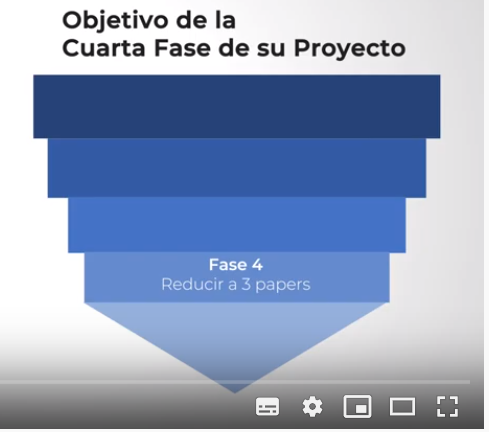 Objetivo de la
Cuarta Fase de su Proyecto
Fase 4
Reducir a 3 papers